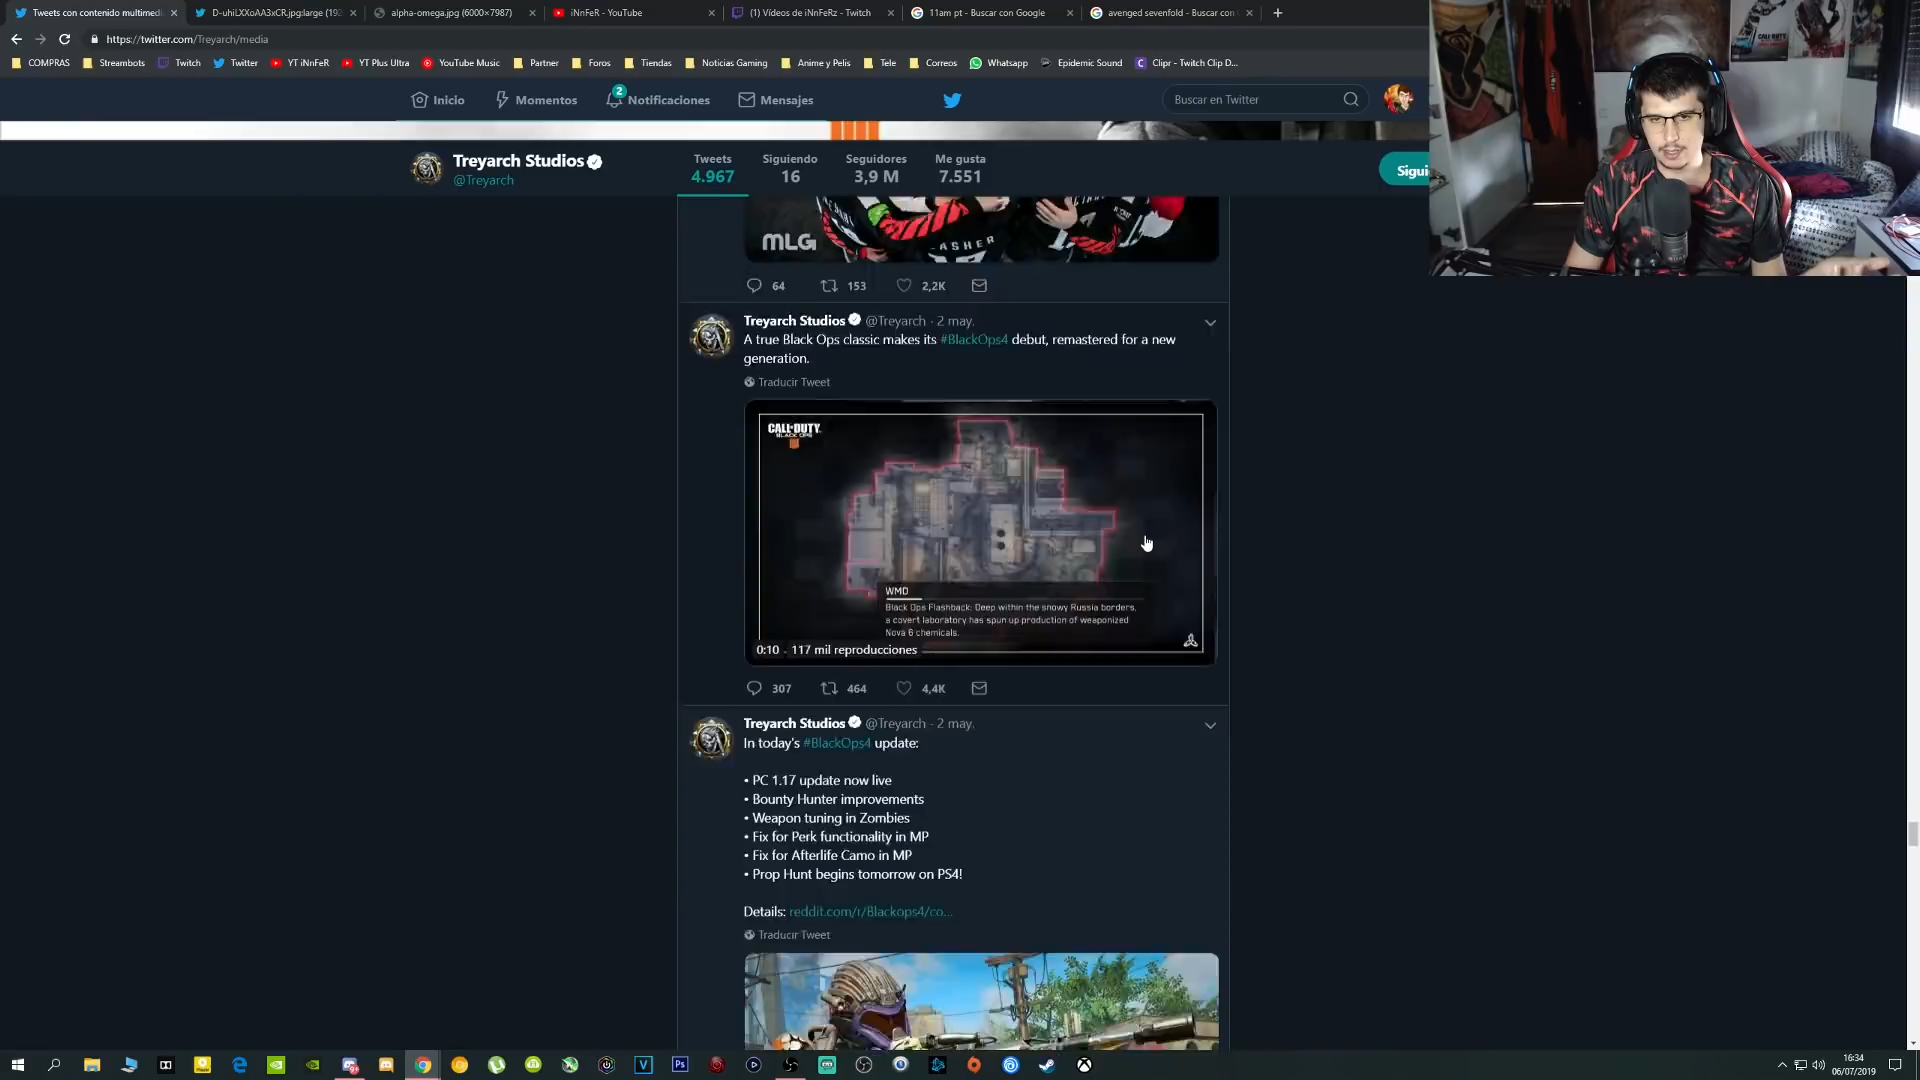 Tweets con contenido multimedi
D-uhiLXXoAA3xCR.jpg:large (192
alpha-omega.jpg (6000×7987)
iNnFeR - YouTube
(1) Vídeos de iNnFeRz - Twitch
11am pt - Buscar con Google
avenged sevenfold - Buscar con
https://twitter.com/Treyarch/media
COMPRAS
Streambots
Twitch
Twitter
YT iNnFeR
YT Plus Ultra
YouTube Music
Partner
Foros
Tiendas
Noticias Gaming
Anime y Pelis
Tele
Correos
Whatsapp
Epidemic Sound
Clipr - Twitch Clip D...
Inicio
Momentos
2
Notificaciones
Mensajes
Buscar en Twitter
Treyarch Studios
@Treyarch
Tweets
4.967
Siguiendo
16
Seguidores
3,9 M
Me gusta
7.551
Sigui
MLG
64
153
2,2K
Treyarch Studios @Treyarch · 2 may.
A true Black Ops classic makes its #BlackOps4 debut, remastered for a new
generation.
Traducir Tweet
CALL OF DUTY
BLACK OPS
WMD
Black Ops Flashback: Deep within the snowy Russia borders,
a covert laboratory has spun up production of weaponized
Nova 6 chemicals.
0:10 . 117 mil reproducciones
307
464
4,4K
Treyarch Studios @Treyarch · 2 may.
In today's #BlackOps4 update:
• PC 1.17 update now live
• Bounty Hunter improvements
• Weapon tuning in Zombies
• Fix for Perk functionality in MP
• Fix for Afterlife Camo in MP
• Prop Hunt begins tomorrow on PS4!
Details: reddit.com/r/Blackops4/co...
Traducir Tweet
16:34
06/07/2019